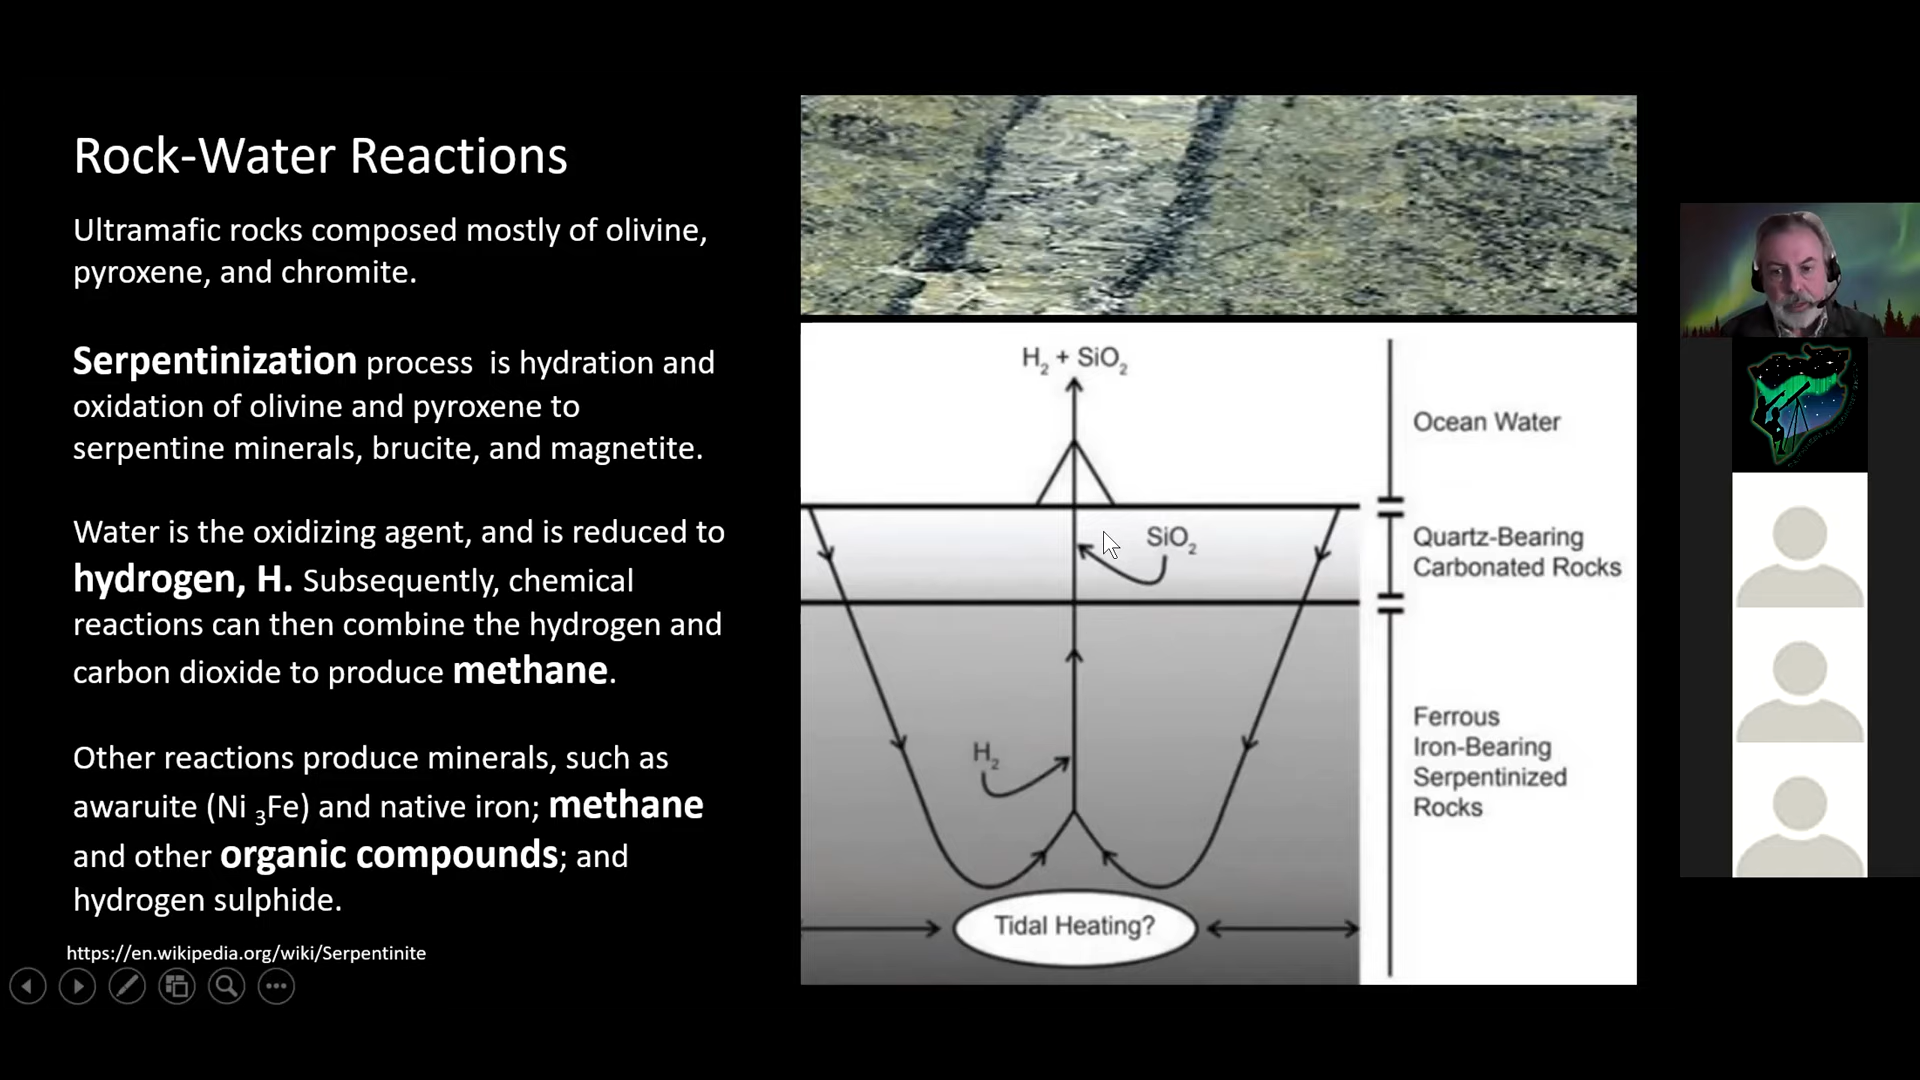 Rock-Water Reactions
Ultramafic rocks composed mostly of olivine,
pyroxene, and chromite.
Serpentinization process is hydration and
oxidation of olivine and pyroxene to
serpentine minerals, brucite, and magnetite.
Water is the oxidizing agent, and is reduced to
hydrogen, H. Subsequently, chemical
reactions can then combine the hydrogen and
carbon dioxide to produce methane.
Other reactions produce minerals, such as
awaruite (Ni ₃Fe) and native iron; methane
and other organic compounds; and
hydrogen sulphide.
https://en.wikipedia.org/wiki/Serpentinite
H₂ + SiO₂
SiO₂
H₂
Tidal Heating?
Ocean Water
Quartz-Bearing
Carbonated Rocks
Ferrous
Iron-Bearing
Serpentinized
Rocks